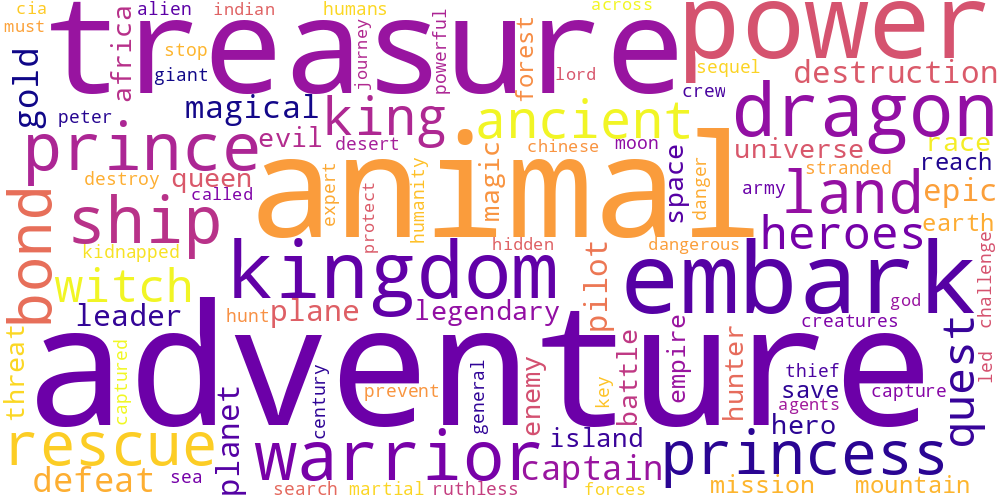 cia
alien
indian
humans
across
must
treasure
power
gold
africa
stop
giant
journey
powerful
forest
lord
sequel
destruction
crew
peter
magical
king
ancient
dragon
race
prince
evil
desert
chinese
moon
universe
reach
destroy
queen
called
animal
expert
protect
humanity
magic
space
danger
army
stranded
land
epic
earth
bond
ship
kidnapped
witch
kingdom
hidden
dangerous
heroes
pilot
embark
god
challenge
leader
hunt
plane
legendary
creatures
threat
captured
adventure
planet
century
prevent
general
enemy
key
battle
empire
hunter
thief
save
capture
agents
hero
quest
led
rescue
warrior
island
captain
princess
defeat
sea
search
martial
ruthless
forces
mission
mountain